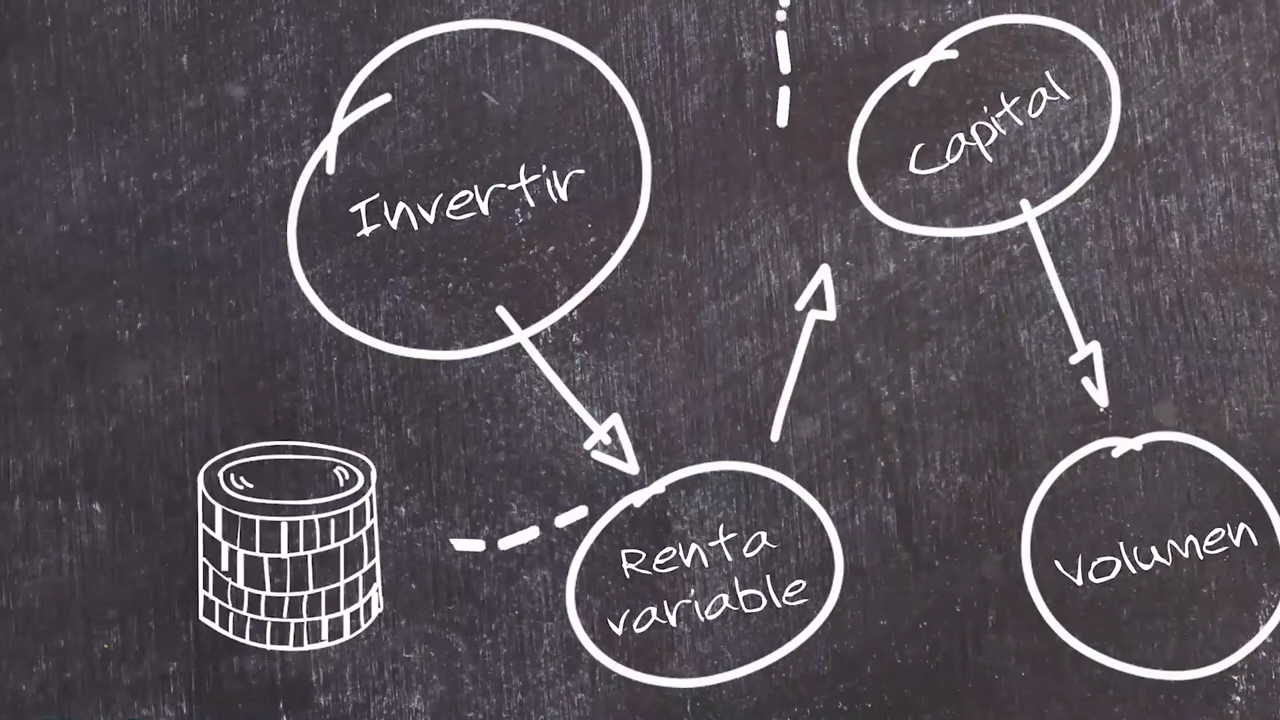 Invertir
capital
Renta
variable
volumen